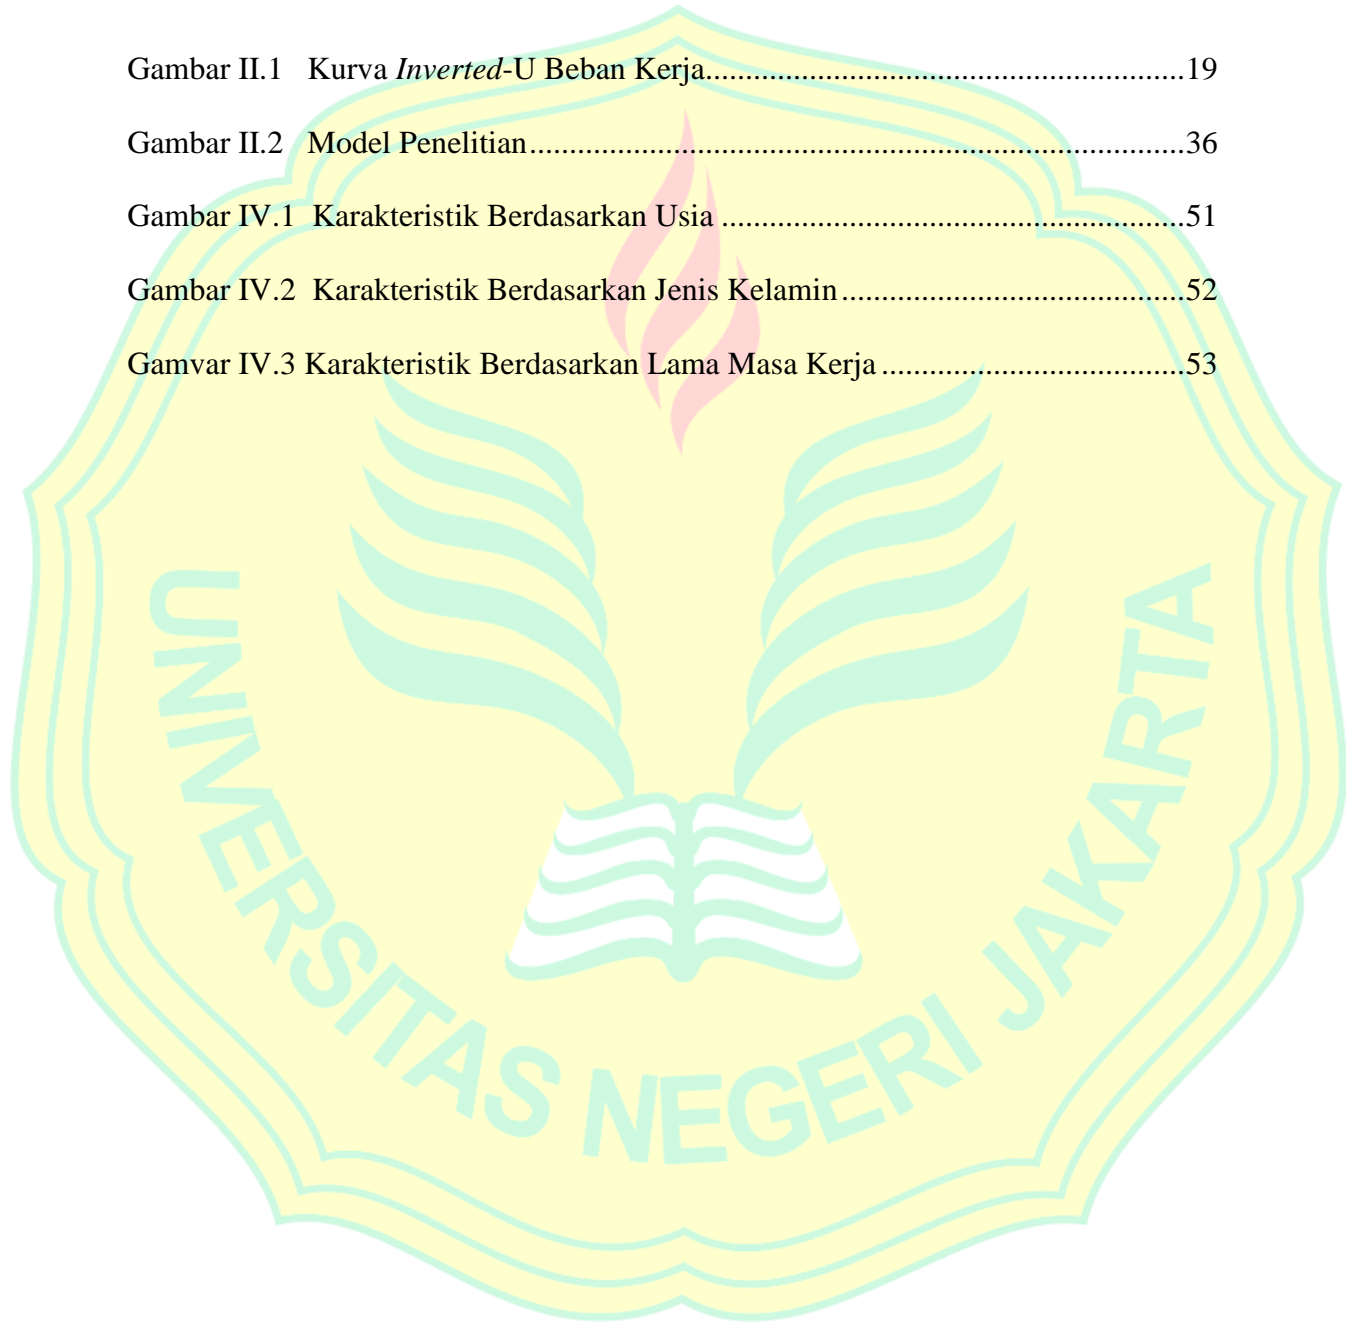 Gambar II.1 Kurva Inverted-U Beban Kerja.............................................................19
Gambar II.2 Model Penelitian...................................................................................36
Gambar IV.1 Karakteristik Berdasarkan Usia ...........................................................51
Gambar IV.2 Karakteristik Berdasarkan Jenis Kelamin............................................52
Gamvar IV.3 Karakteristik Berdasarkan Lama Masa Kerja .......................................53
UNIVERSITAS NEGERI JAKARTA